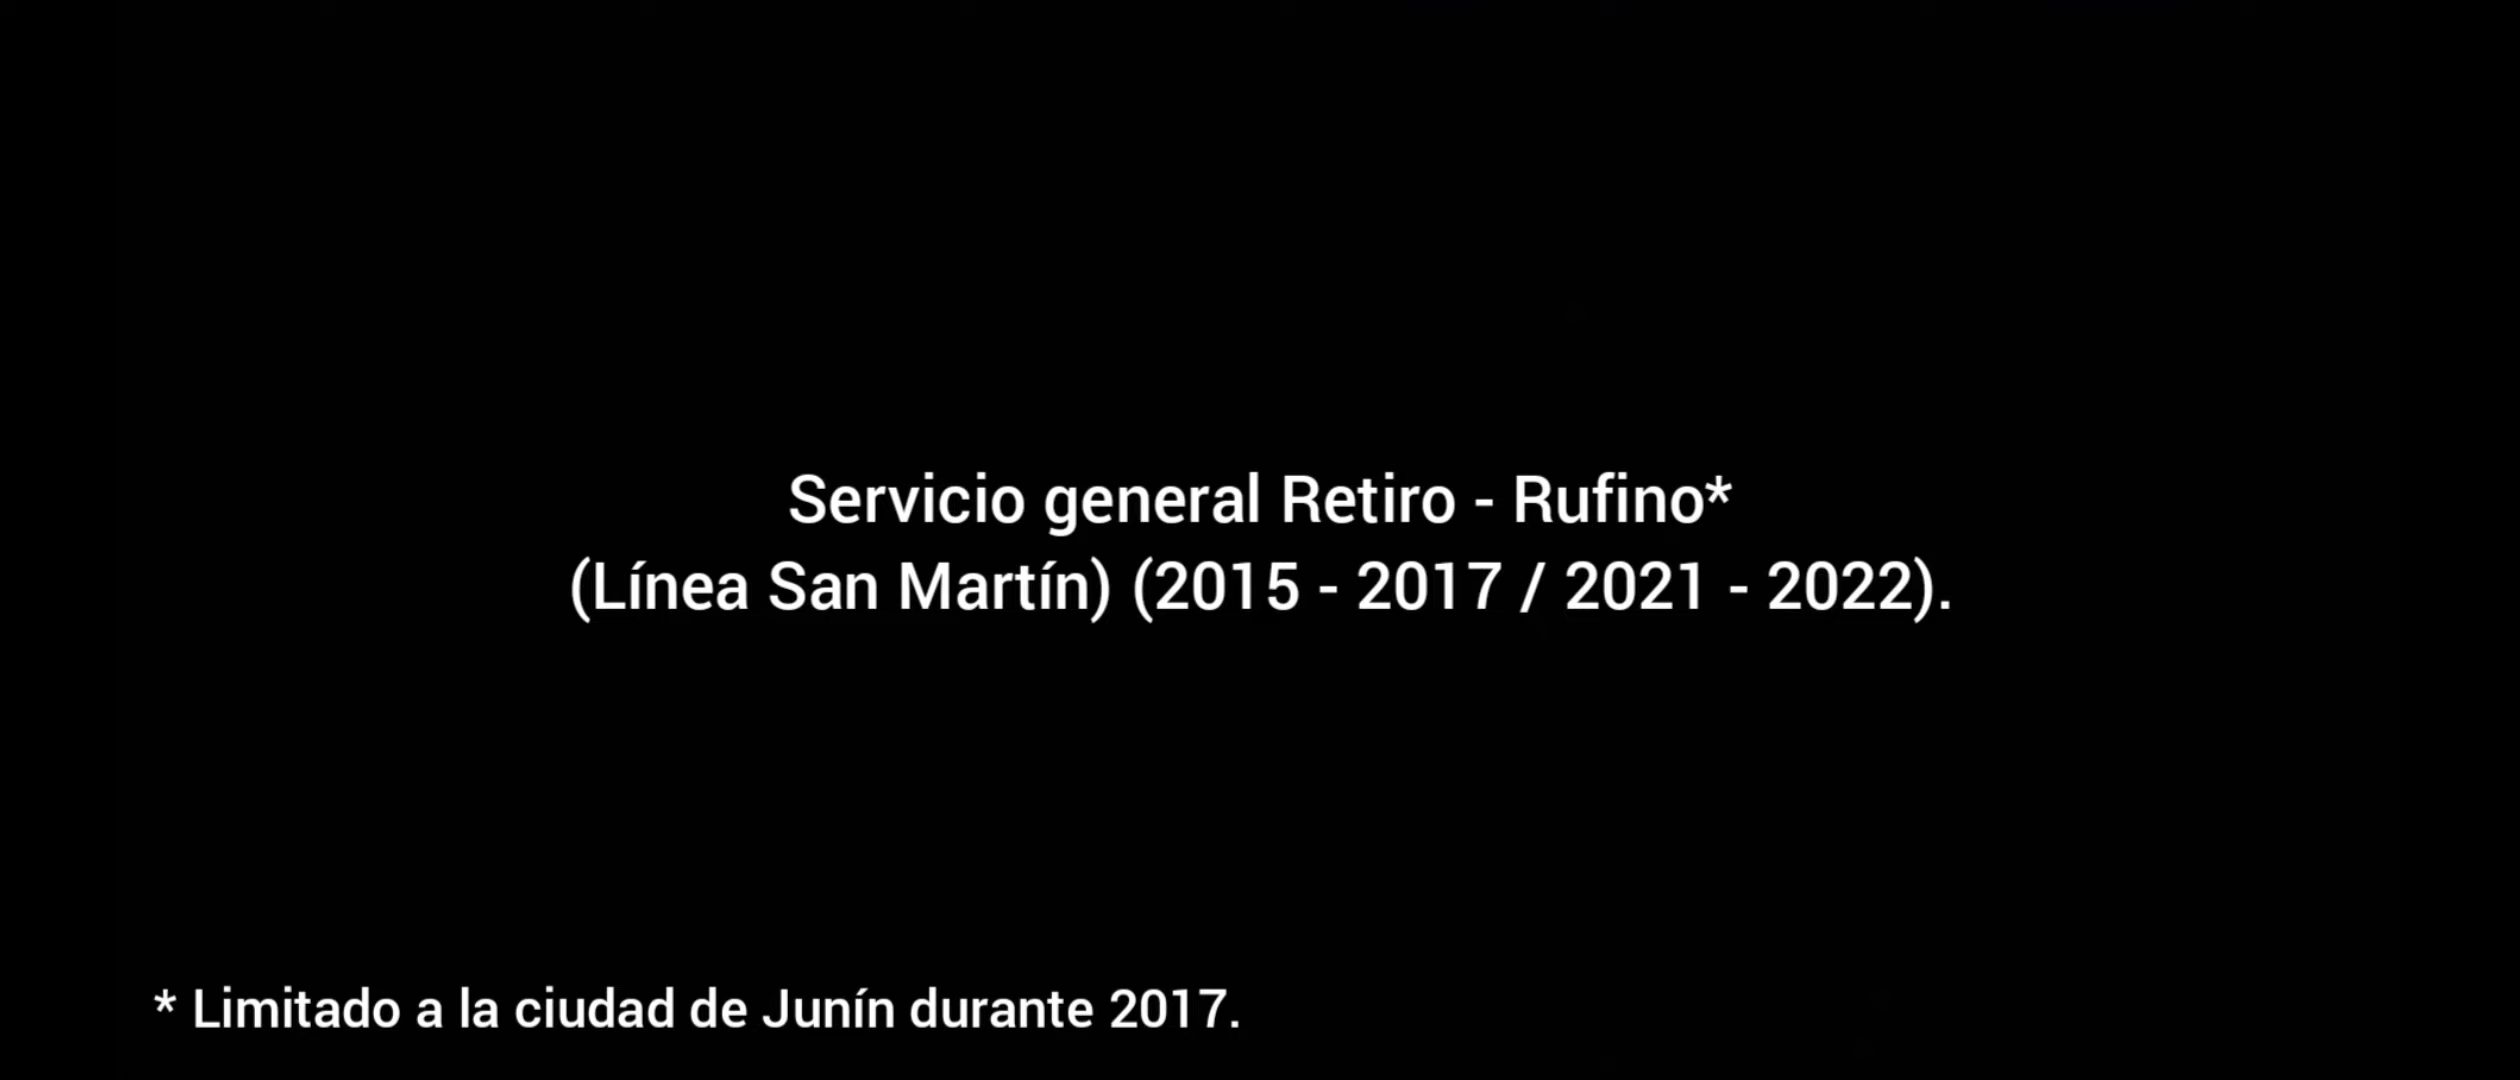 Servicio general Retiro - Rufino*
(Línea San Martín) (2015 - 2017 / 2021 - 2022).
* Limitado a la ciudad de Junín durante 2017.